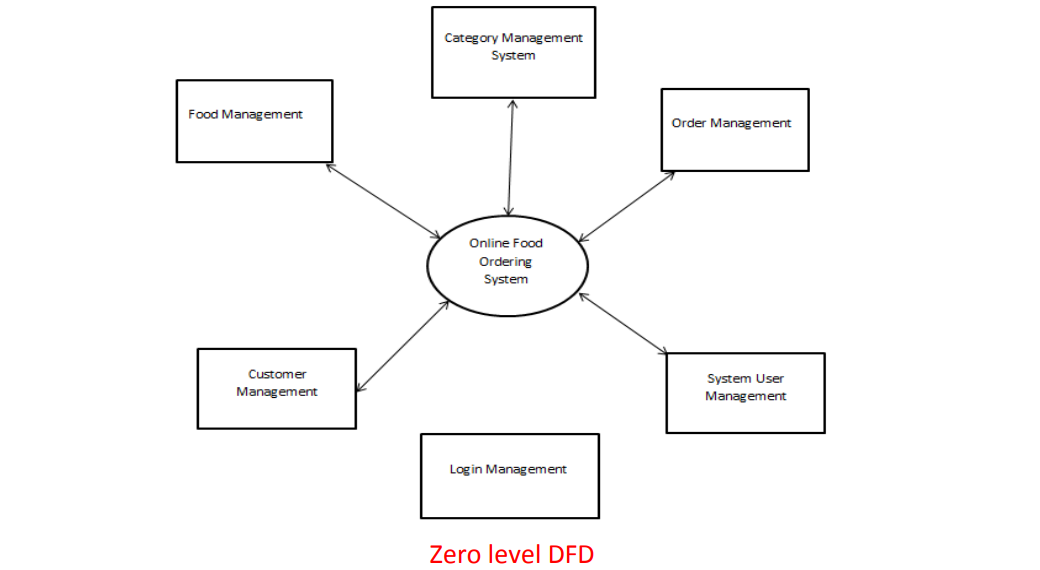 Category Management
System
Food Management
Order Management
Online Food
Ordering
System
Customer
Management
System User
Management
Login Management
Zero level DFD